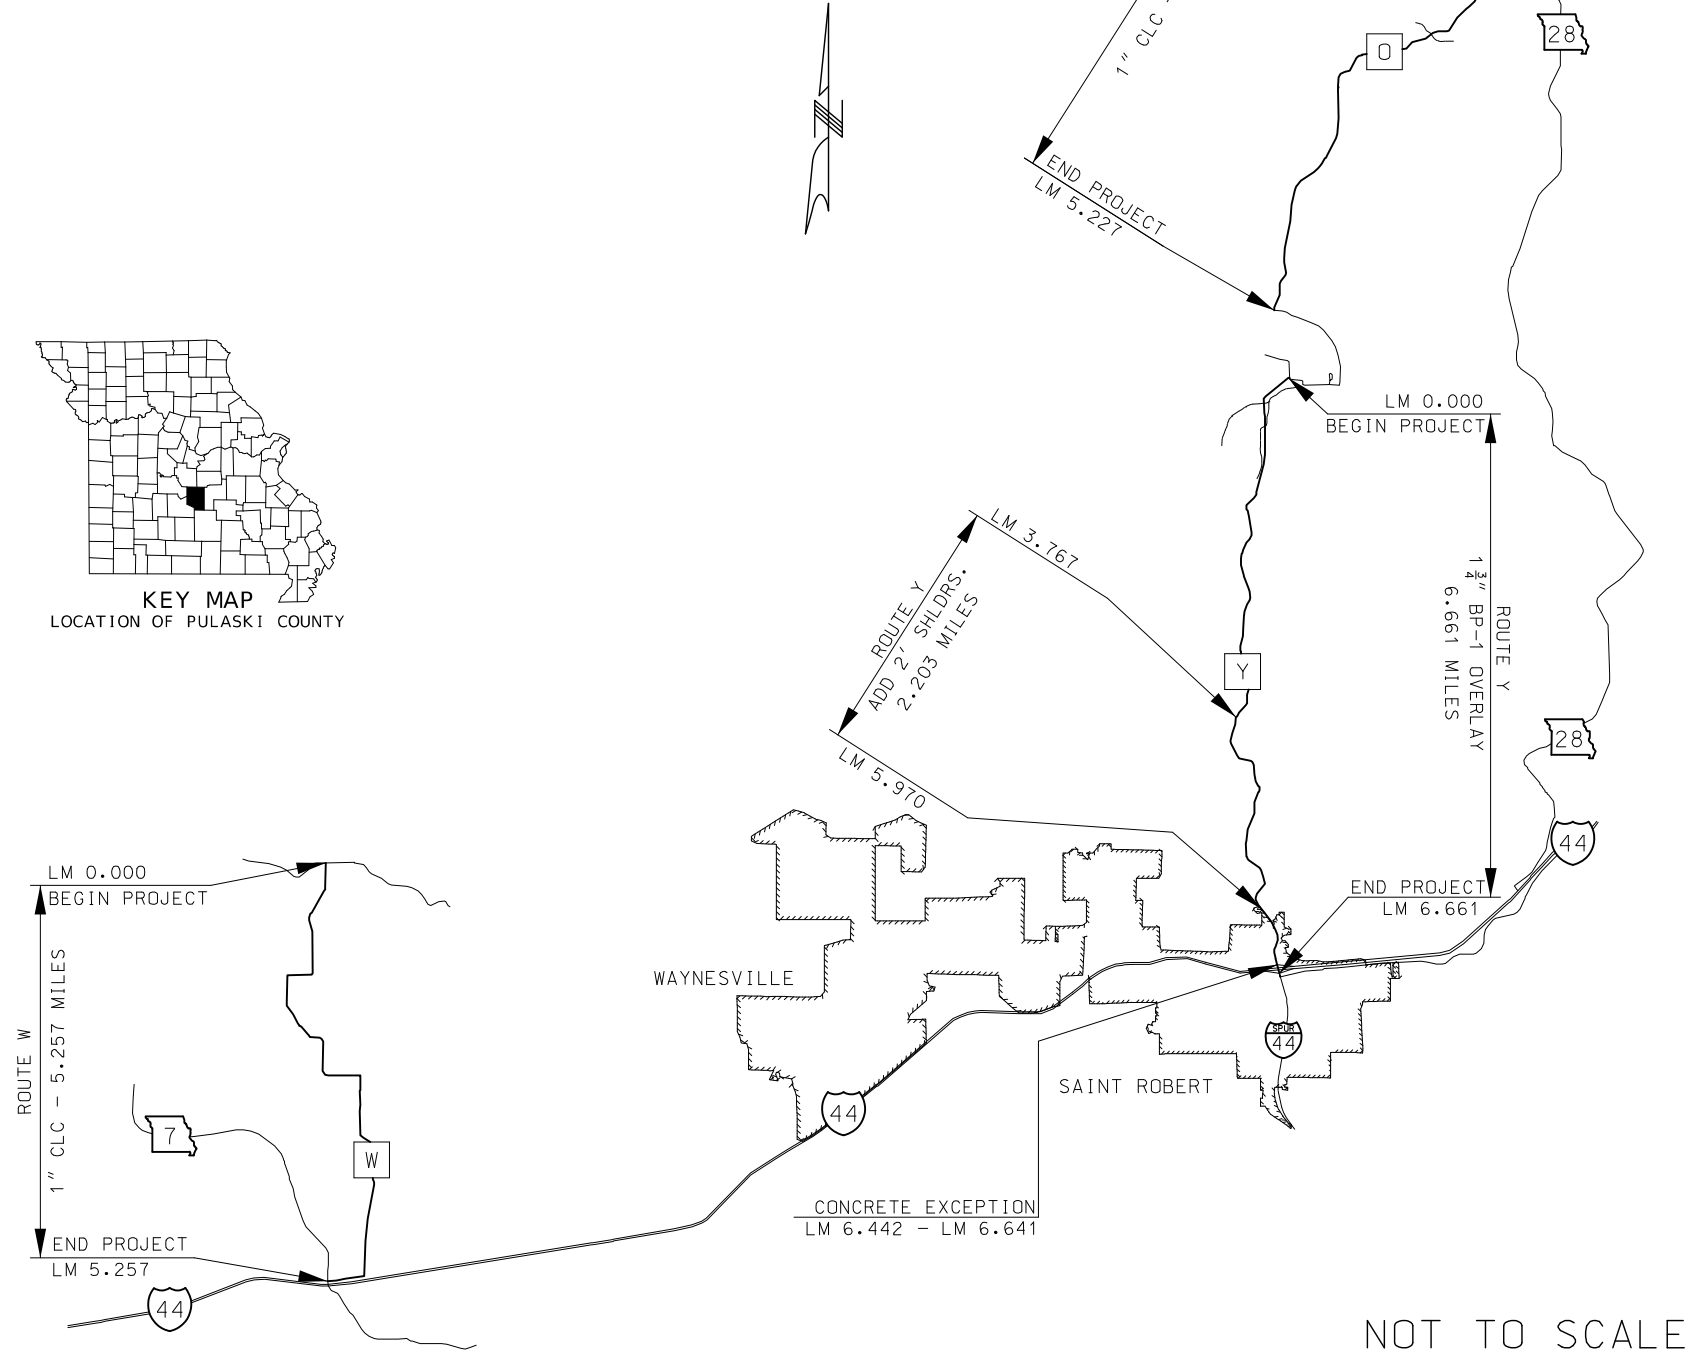 1" CLC
O
28
N
END PROJECT
LM 5.227
LM 0.000
BEGIN PROJECT
ROUTE Y
1 3/4" BP-1 OVERLAY
6.661 MILES
LM 3.767
ROUTE Y
ADD 2' SHLDRS.
2.203 MILES
LM 5.970
Y
28
44
END PROJECT
LM 6.661
KEY MAP
LOCATION OF PULASKI COUNTY
LM 0.000
BEGIN PROJECT
ROUTE W
1" CLC - 5.257 MILES
7
W
END PROJECT
LM 5.257
44
WAYNESVILLE
44
SAINT ROBERT
SPUR
44
CONCRETE EXCEPTION
LM 6.442 - LM 6.641
NOT TO SCALE